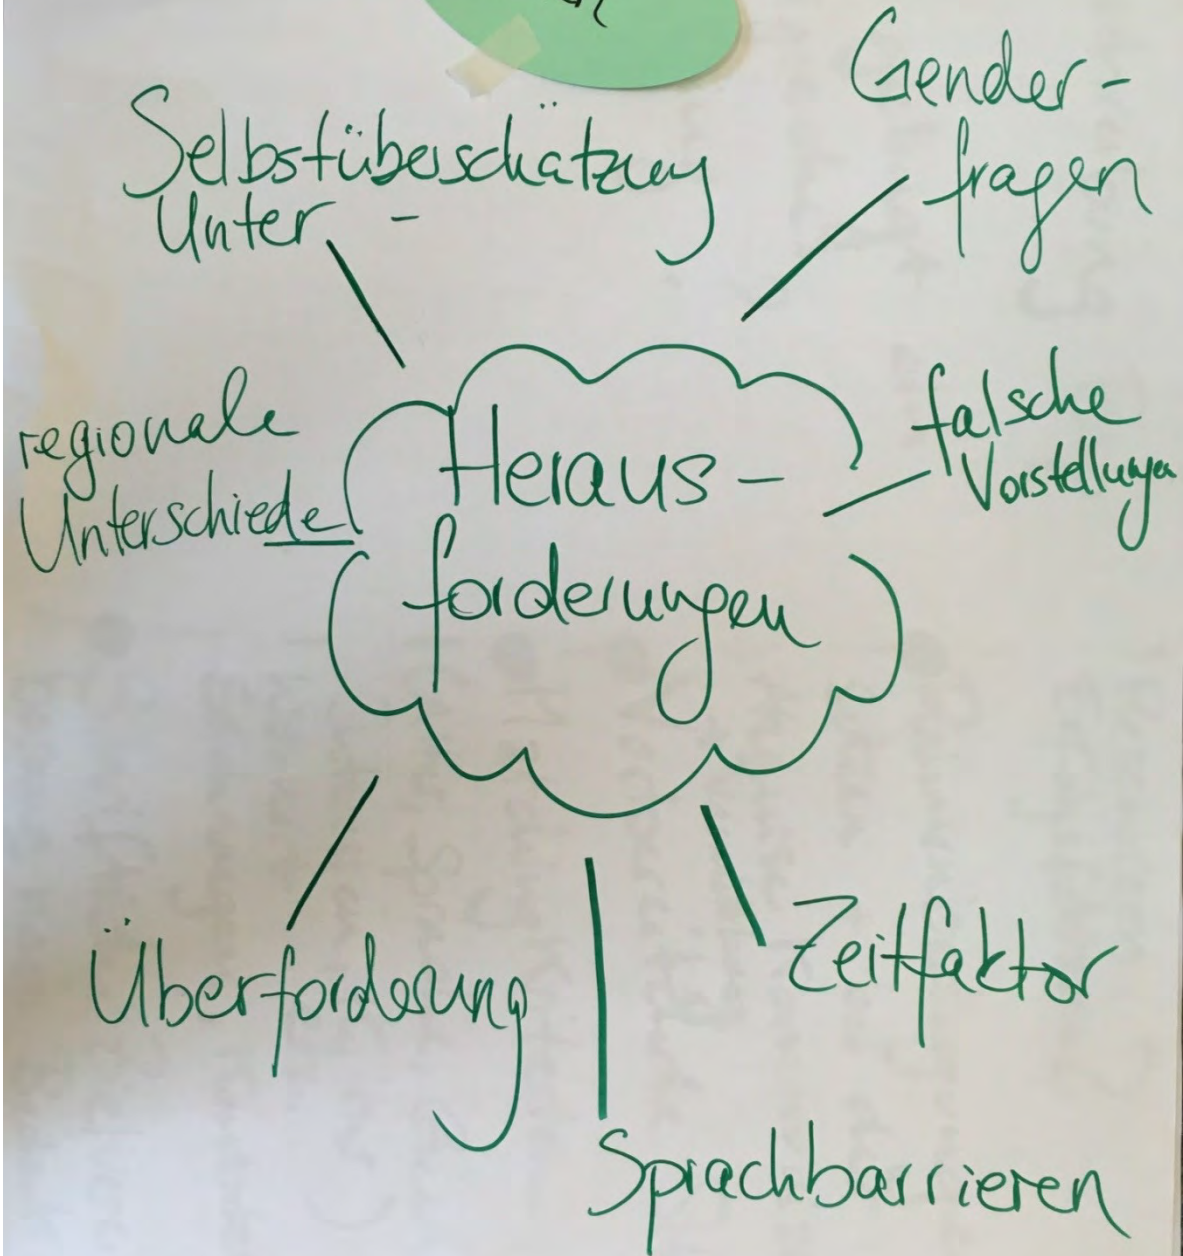 Selbstüberschätzung
Unter -
Gender-
fragen
regionale
Unterschiede
Heraus-
forderungen
falsche
Vorstellungen
Überforderung
Zeitfaktor
Sprachbarrieren